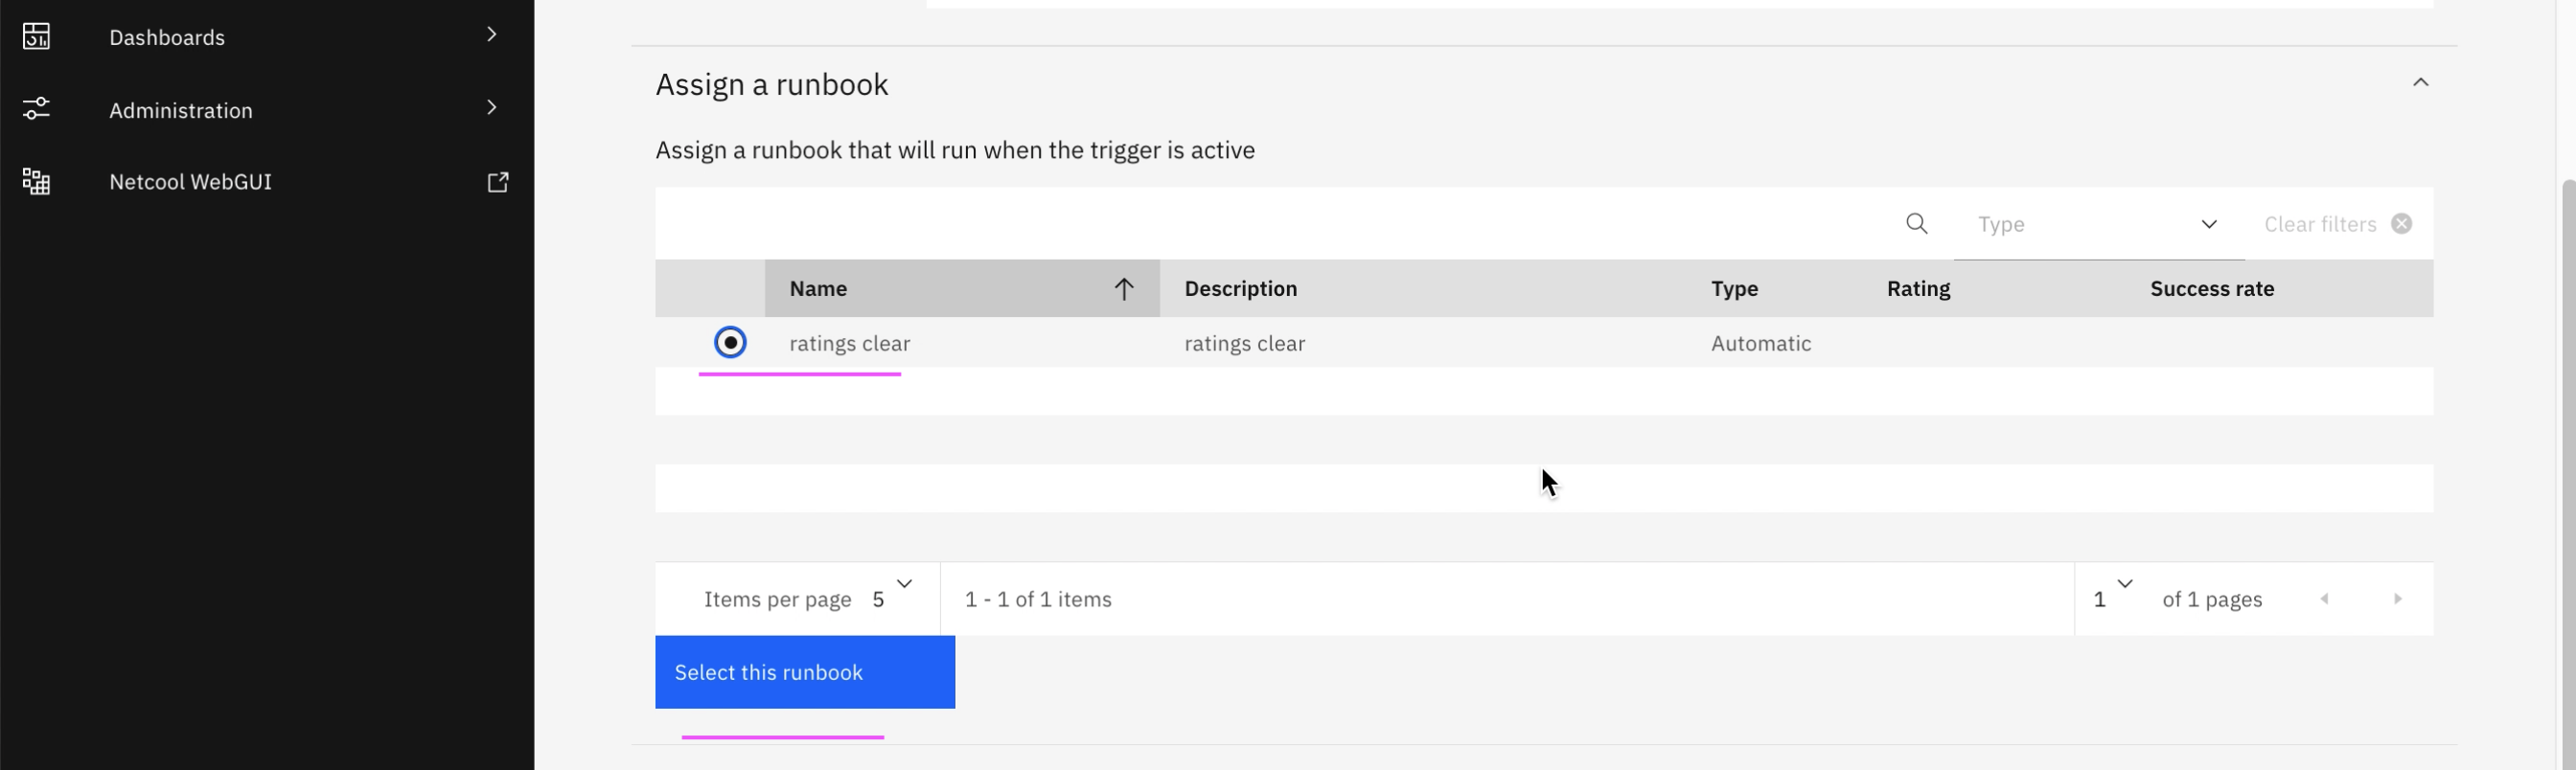 Dashboards
Administration
Netcool WebGUI
Assign a runbook
Assign a runbook that will run when the trigger is active
Type
Clear filters
Name
Description
Type
Rating
Success rate
ratings clear
ratings clear
Automatic
Items per page 5
1 - 1 of 1 items
1
of 1 pages
Select this runbook